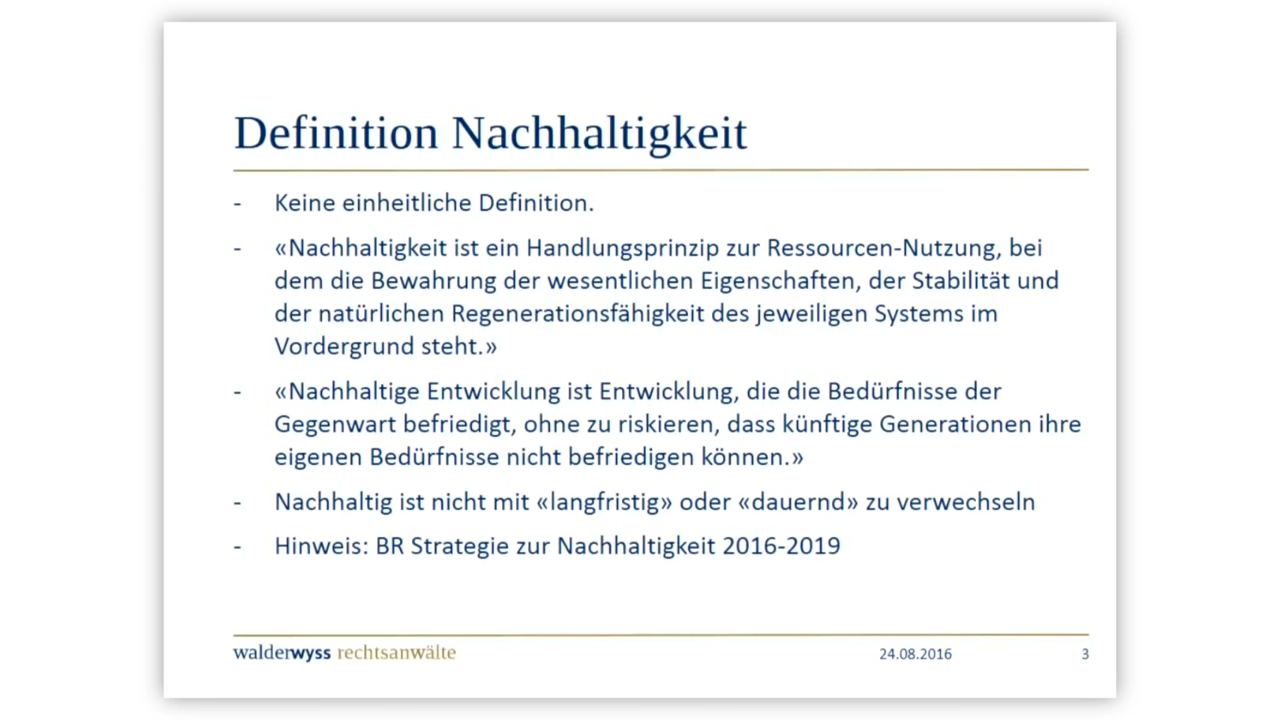 Definition Nachhaltigkeit
- Keine einheitliche Definition.
- «Nachhaltigkeit ist ein Handlungsprinzip zur Ressourcen-Nutzung, bei
dem die Bewahrung der wesentlichen Eigenschaften, der Stabilität und
der natürlichen Regenerationsfähigkeit des jeweiligen Systems im
Vordergrund steht.»
- «Nachhaltige Entwicklung ist Entwicklung, die die Bedürfnisse der
Gegenwart befriedigt, ohne zu riskieren, dass künftige Generationen ihre
eigenen Bedürfnisse nicht befriedigen können.»
- Nachhaltig ist nicht mit «langfristig» oder «dauernd» zu verwechseln
- Hinweis: BR Strategie zur Nachhaltigkeit 2016-2019
walderwyss rechtsanwälte 24.08.2016 3